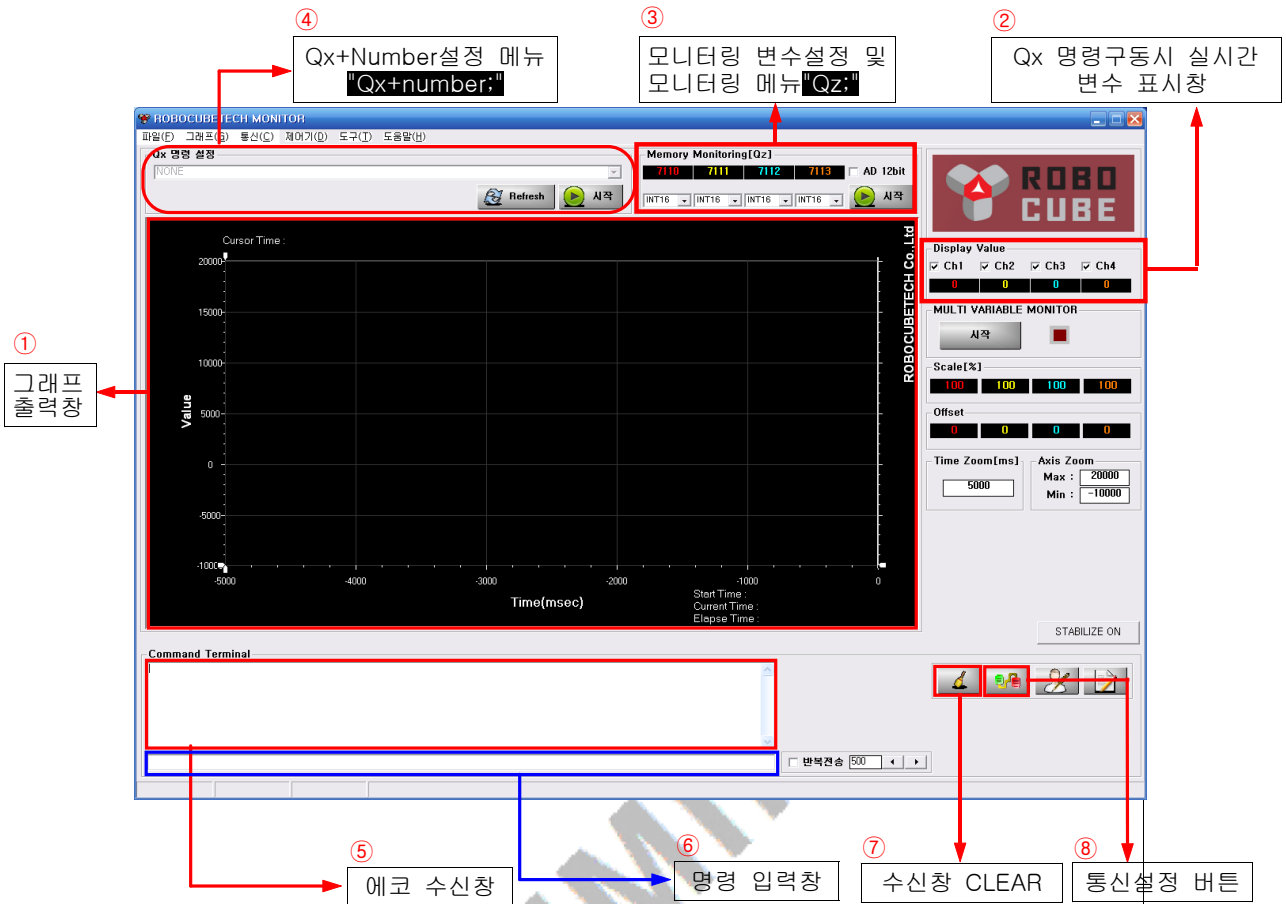 ④
Qx+Number설정 메뉴
"Qx+number;"
③
모니터링 변수설정 및
모니터링 메뉴"Qz;"
②
Qx 명령구동시 실시간
변수 표시창
ROBOCUBETECH MONITOR
파일(F) 그래프(G) 통신(C) 제어기(D) 도구(T) 도움말(H)
Qx 명령 설정
NONE
Refresh
시작
Memory Monitoring[Qz]
7110 7111 7112 7113 AD 12bit
INT16 INT16 INT16 INT16 시작
ROBO
CUBE
Display Value
Ch1 Ch2 Ch3 Ch4
0 0 0 0
MULTI VARIABLE MONITOR
시작
Scale[%]
100 100 100 100
Offset
0 0 0 0
Time Zoom[ms]
5000
Axis Zoom
Max : 20000
Min : -10000
①
그래프
출력창
Cursor Time :
ROBOCUBETECH Co.,Ltd
20000
15000
10000
5000
0
-5000
-1000
Value
-5000 -4000 -3000 -2000 -1000 0
Time(msec)
Start Time :
Current Time :
Elapse Time :
STABILIZE ON
Command Terminal
반복전송 500
⑤
에코 수신창
⑥
명령 입력창
⑦
수신창 CLEAR
⑧
통신설정 버튼